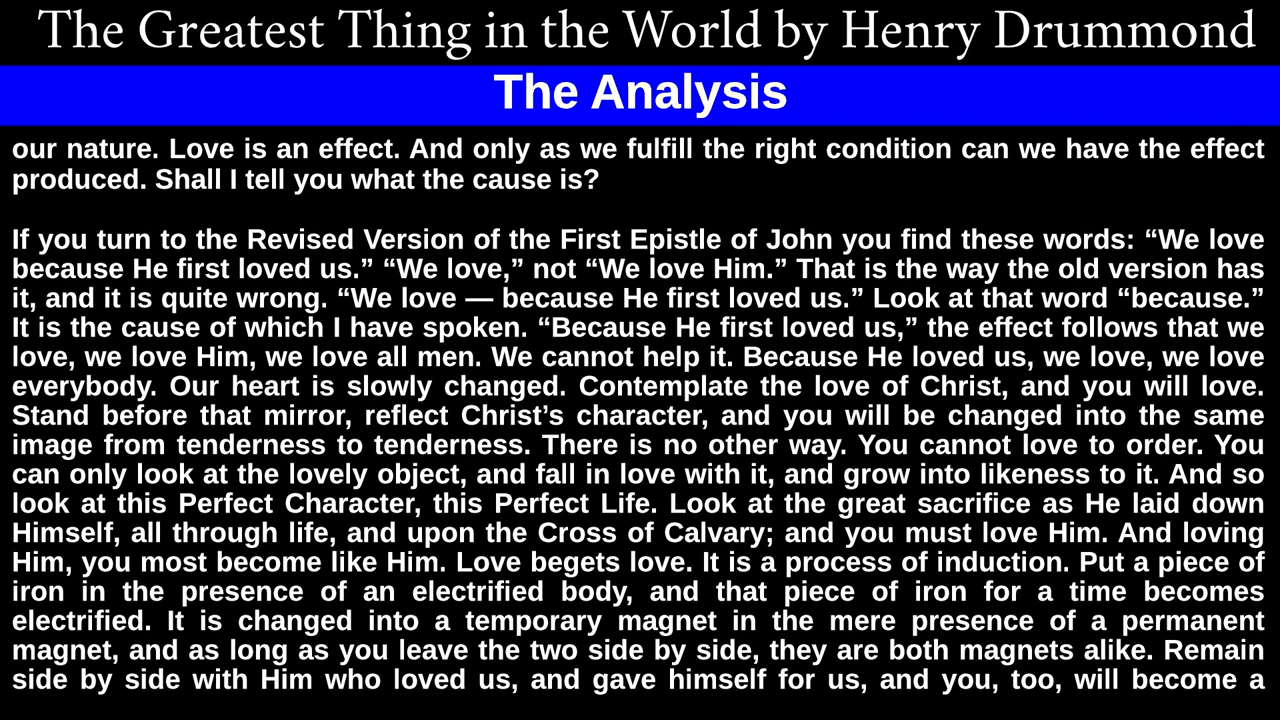 The Greatest Thing in the World by Henry Drummond
The Analysis
our nature. Love is an effect. And only as we fulfill the right condition can we have the effect
produced. Shall I tell you what the cause is?
If you turn to the Revised Version of the First Epistle of John you find these words: “We love
because He first loved us.” “We love,” not “We love Him.” That is the way the old version has
it, and it is quite wrong. “We love — because He first loved us.” Look at that word “because.”
It is the cause of which I have spoken. “Because He first loved us,” the effect follows that we
love, we love Him, we love all men. We cannot help it. Because He loved us, we love, we love
everybody. Our heart is slowly changed. Contemplate the love of Christ, and you will love.
Stand before that mirror, reflect Christ’s character, and you will be changed into the same
image from tenderness to tenderness. There is no other way. You cannot love to order. You
can only look at the lovely object, and fall in love with it, and grow into likeness to it. And so
look at this Perfect Character, this Perfect Life. Look at the great sacrifice as He laid down
Himself, all through life, and upon the Cross of Calvary; and you must love Him. And loving
Him, you most become like Him. Love begets love. It is a process of induction. Put a piece of
iron in the presence of an electrified body, and that piece of iron for a time becomes
electrified. It is changed into a temporary magnet in the mere presence of a permanent
magnet, and as long as you leave the two side by side, they are both magnets alike. Remain
side by side with Him who loved us, and gave himself for us, and you, too, will become a